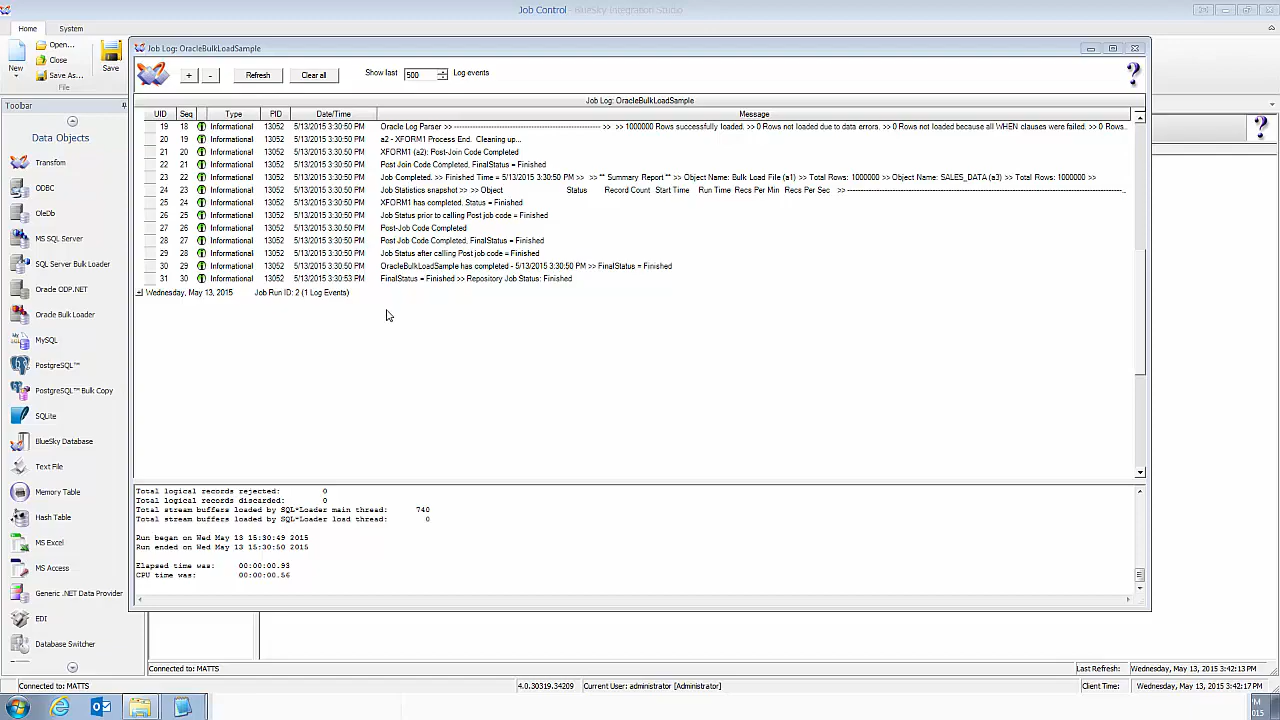 Job Control - BlueSky Integration Studio
Home System
New Open... Close Save As... Save
File
Toolbar
Data Objects
Transfom
ODBC
OleDb
MS SQL Server
SQL Server Bulk Loader
Oracle ODP.NET
Oracle Bulk Loader
MySQL
PostgreSQL™
PostgreSQL™ Bulk Copy
SQLite
BlueSky Database
Text File
Memory Table
Hash Table
MS Excel
MS Access
Generic .NET Data Provider
EDI
Database Switcher
Job Log: OracleBulkLoadSample
+ - Refresh Clear all Show last 500 Log events
Job Log: OracleBulkLoadSample
UID Seq Type PID Date/Time Message
19 18 Informational 13052 5/13/2015 3:30:50 PM Oracle Log Parser >> ------------------------------------------------------- >> >> 1000000 Rows successfully loaded. >> 0 Rows not loaded due to data errors. >> 0 Rows not loaded because all WHEN clauses were failed. >> 0 Rows...
20 19 Informational 13052 5/13/2015 3:30:50 PM a2 - XFORM1 Process End. Cleaning up...
21 20 Informational 13052 5/13/2015 3:30:50 PM XFORM1 (a2): Post-Join Code Completed
22 21 Informational 13052 5/13/2015 3:30:50 PM Post Join Code Completed, FinalStatus = Finished
23 22 Informational 13052 5/13/2015 3:30:50 PM Job Completed. >> Finished Time = 5/13/2015 3:30:50 PM >> >> ** Summary Report ** >> Object Name: Bulk Load File (a1) >> Total Rows: 1000000 >> Object Name: SALES_DATA (a3) >> Total Rows: 1000000 >>
24 23 Informational 13052 5/13/2015 3:30:50 PM Job Statistics snapshot >> >> Object Status Record Count Start Time Run Time Recs Per Min Recs Per Sec >> -------------------------------------------------------...
25 24 Informational 13052 5/13/2015 3:30:50 PM XFORM1 has completed. Status = Finished
26 25 Informational 13052 5/13/2015 3:30:50 PM Job Status prior to calling Post job code = Finished
27 26 Informational 13052 5/13/2015 3:30:50 PM Post-Job Code Completed
28 27 Informational 13052 5/13/2015 3:30:50 PM Post Job Code Completed, FinalStatus = Finished
29 28 Informational 13052 5/13/2015 3:30:50 PM Job Status after calling Post job code = Finished
30 29 Informational 13052 5/13/2015 3:30:50 PM OracleBulkLoadSample has completed - 5/13/2015 3:30:50 PM >> FinalStatus = Finished
31 30 Informational 13052 5/13/2015 3:30:53 PM FinalStatus = Finished >> Repository Job Status: Finished
Wednesday, May 13, 2015 Job Run ID: 2 (1 Log Events)
Total logical records rejected: 0
Total logical records discarded: 0
Total stream buffers loaded by SQL*Loader main thread: 740
Total stream buffers loaded by SQL*Loader load thread: 0
Run began on Wed May 13 15:30:49 2015
Run ended on Wed May 13 15:30:50 2015
Elapsed time was: 00:00:00.93
CPU time was: 00:00:00.56
Connected to: MATTS Last Refresh: Wednesday, May 13, 2015 3:42:13 PM
Connected to: MATTS 4.0.30319.34209 Current User: administrator [Administrator] Client Time: Wednesday, May 13, 2015 3:42:17 PM